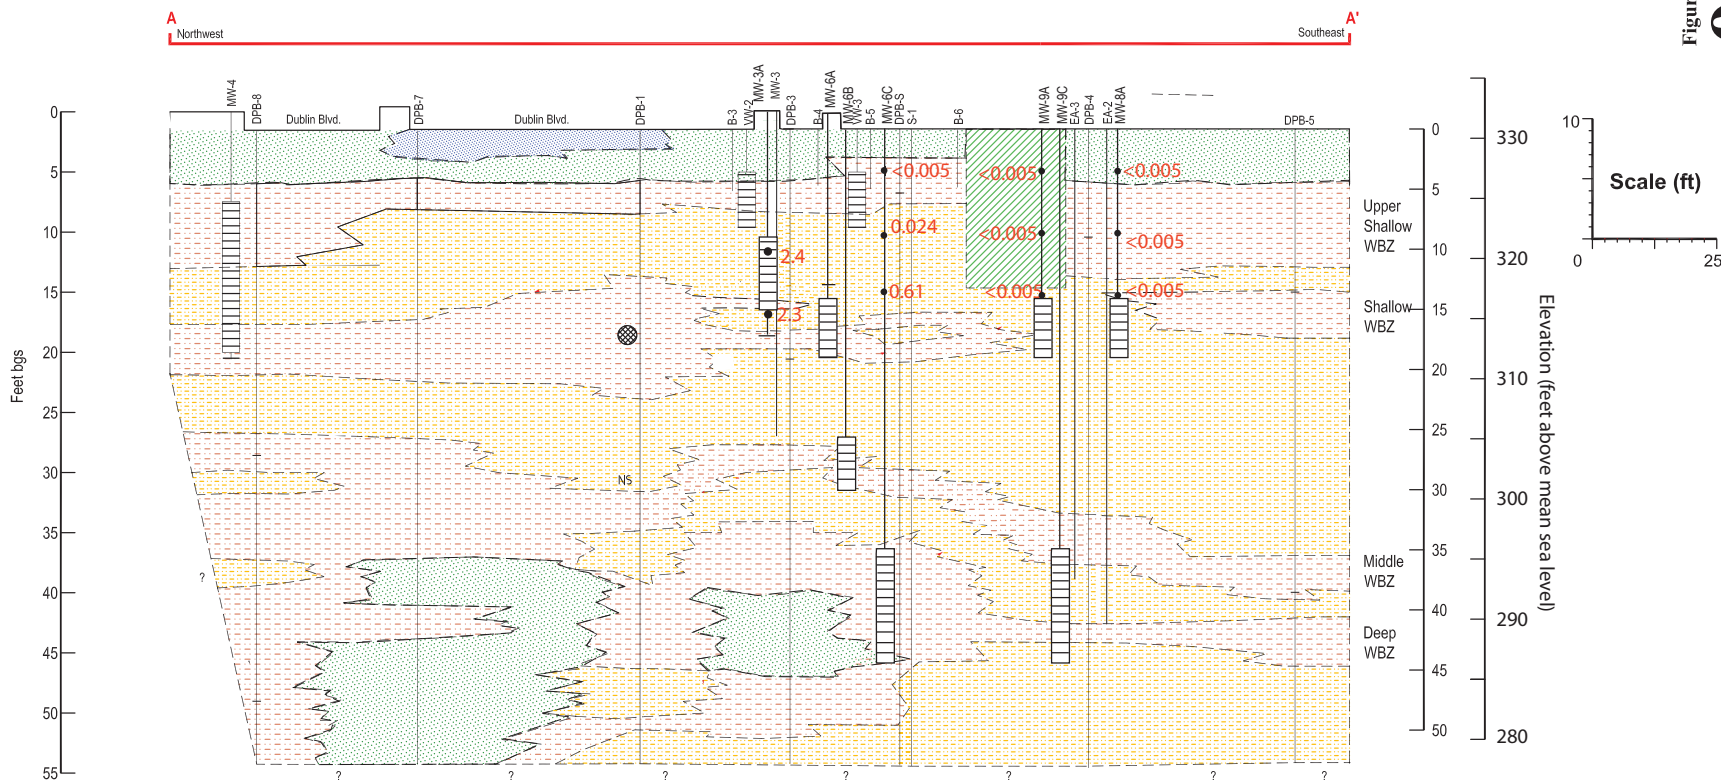 A
A'
Northwest
Southeast
Figur
MW-4
DPB-8
Dublin Blvd.
DPB-7
Dublin Blvd.
DPB-1
B-3
VW-2
MW-3A
MW-3
DPB-3
B-4
MW-6A
MW-6B
VW-3
B-5
MW-6C
DPB-S
S-1
B-6
MW-9A
MW-9C
EA-3
DPB-4
EA-2
MW-8A
DPB-5
Feet bgs
0
5
10
15
20
25
30
35
40
45
50
55
<0.005
0.024
0.61
2.4
2.3
<0.005
<0.005
<0.005
<0.005
<0.005
<0.005
NS
?
?
?
?
?
?
?
?
0
5
10
15
20
25
30
35
40
45
50
Upper
Shallow
WBZ
Shallow
WBZ
Middle
WBZ
Deep
WBZ
330
320
310
300
290
280
Elevation (feet above mean sea level)
10
Scale (ft)
0
25